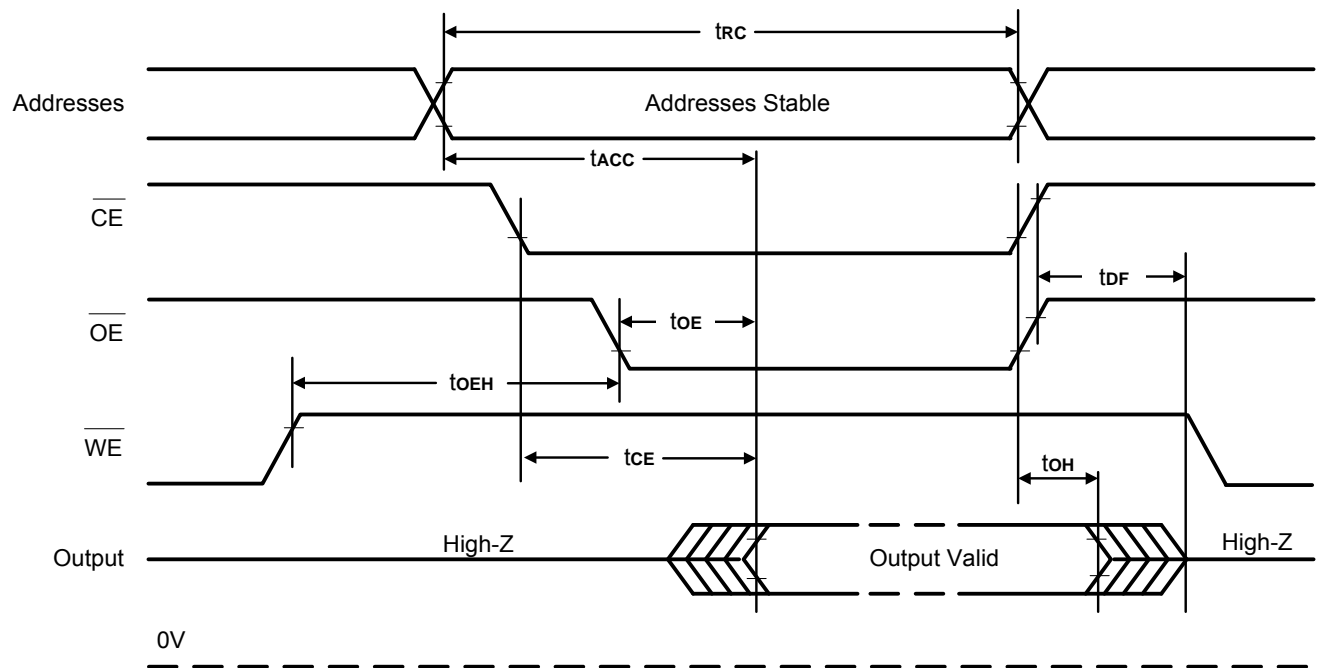 tRC
Addresses
Addresses Stable
tACC
CE
tDF
OE
tOE
tOEH
WE
tCE
tOH
Output
High-Z
Output Valid
High-Z
0V